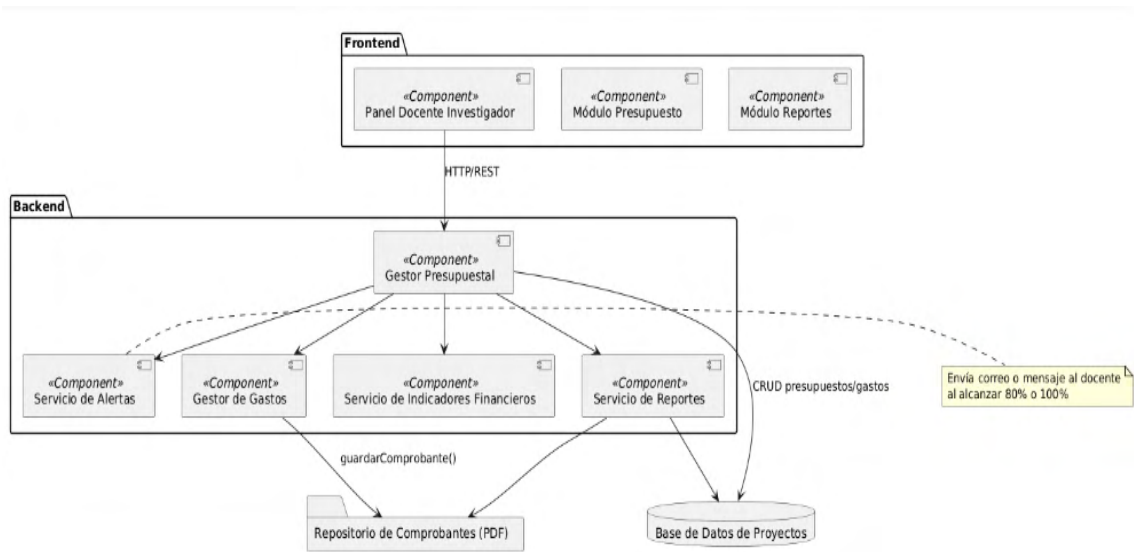 Frontend
«Component»
Panel Docente Investigador
«Component»
Módulo Presupuesto
«Component»
Módulo Reportes
HTTP/REST
Backend
«Component»
Gestor Presupuestal
«Component»
Servicio de Alertas
«Component»
Gestor de Gastos
«Component»
Servicio de Indicadores Financieros
«Component»
Servicio de Reportes
CRUD presupuestos/gastos
Envía correo o mensaje al docente
al alcanzar 80% o 100%
guardarComprobante()
Repositorio de Comprobantes (PDF)
Base de Datos de Proyectos